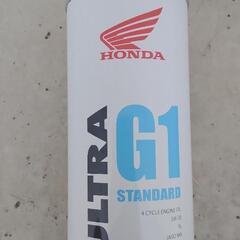 HONDA
ULTRA
G1
STANDARD
4 CYCLE ENGINE OIL